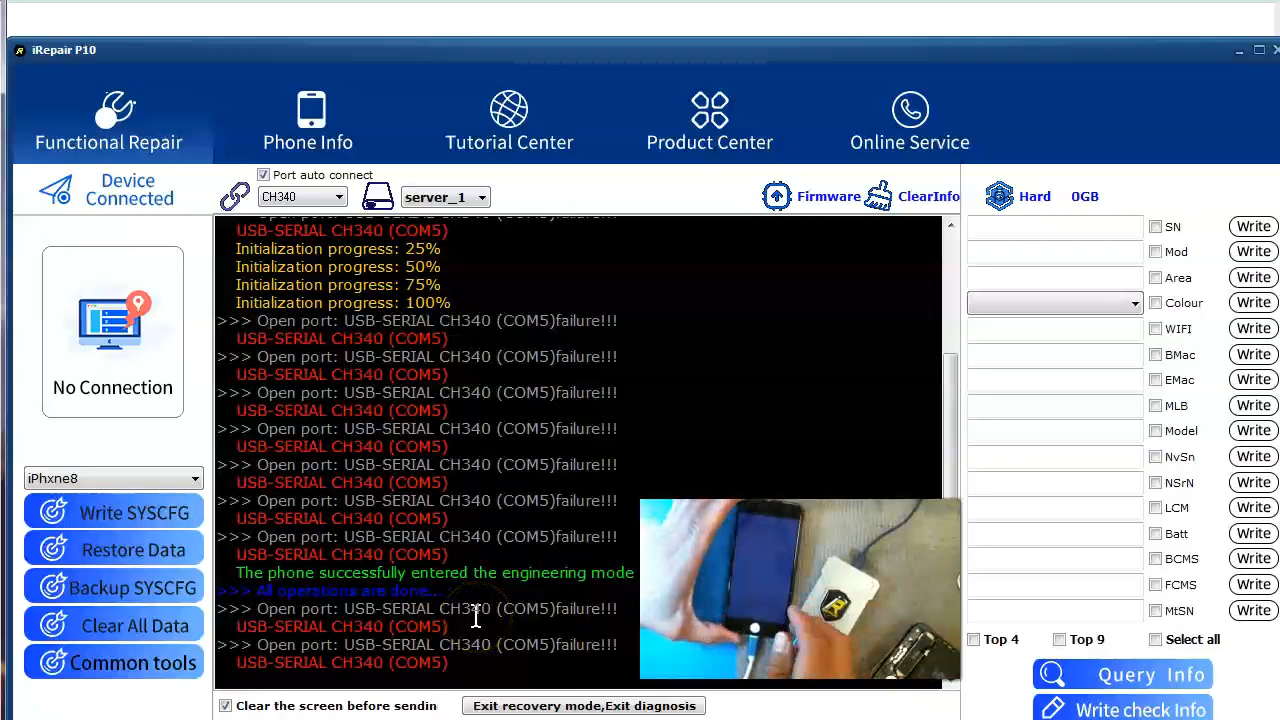 iRepair P10
Functional Repair
Phone Info
Tutorial Center
Product Center
Online Service
Device
Connected
Port auto connect
CH340
server_1
Firmware
ClearInfo
Hard
0GB
USB-SERIAL CH340 (COM5)
Initialization progress: 25%
Initialization progress: 50%
Initialization progress: 75%
Initialization progress: 100%
>>> Open port: USB-SERIAL CH340 (COM5)failure!!!
USB-SERIAL CH340 (COM5)
>>> Open port: USB-SERIAL CH340 (COM5)failure!!!
USB-SERIAL CH340 (COM5)
>>> Open port: USB-SERIAL CH340 (COM5)failure!!!
USB-SERIAL CH340 (COM5)
>>> Open port: USB-SERIAL CH340 (COM5)failure!!!
USB-SERIAL CH340 (COM5)
>>> Open port: USB-SERIAL CH340 (COM5)failure!!!
USB-SERIAL CH340 (COM5)
>>> Open port: USB-SERIAL CH340 (COM5)failure!!!
USB-SERIAL CH340 (COM5)
>>> Open port: USB-SERIAL CH340 (COM5)failure!!!
USB-SERIAL CH340 (COM5)
The phone successfully entered the engineering mode
>>> All operations are done...
>>> Open port: USB-SERIAL CH340 (COM5)failure!!!
USB-SERIAL CH340 (COM5)
>>> Open port: USB-SERIAL CH340 (COM5)failure!!!
USB-SERIAL CH340 (COM5)
No Connection
iPhxne8
Write SYSCFG
Restore Data
Backup SYSCFG
Clear All Data
Common tools
Clear the screen before sendin
Exit recovery mode,Exit diagnosis
SN Write
Mod Write
Area Write
Colour Write
WIFI Write
BMac Write
EMac Write
MLB Write
Model Write
NvSn Write
NSrN Write
LCM Write
Batt Write
BCMS Write
FCMS Write
MtSN Write
Top 4
Top 9
Select all
Query Info
Write check Info